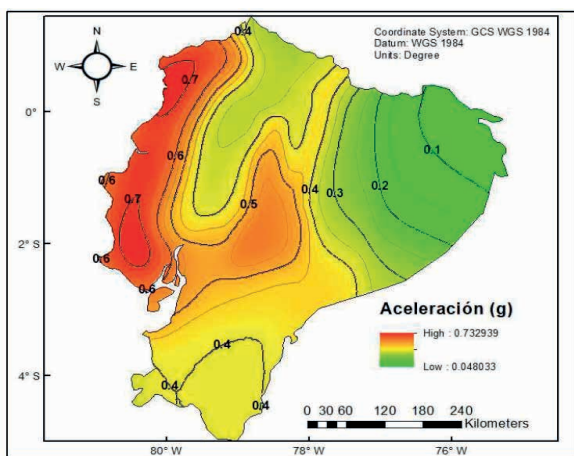 Coordinate System: GCS WGS 1984
Datum: WGS 1984
Units: Degree
N
W E
S
0.4
0.7
0°
0.1
0.6
0.6
0.4
0.3
0.2
0.7
0.5
2° S
0.6
0.6
Aceleración (g)
High : 0.732939
Low : 0.048033
0.4
4° S
0.4
0.4
0 30 60 120 180 240
Kilometers
80° W 78° W 76° W